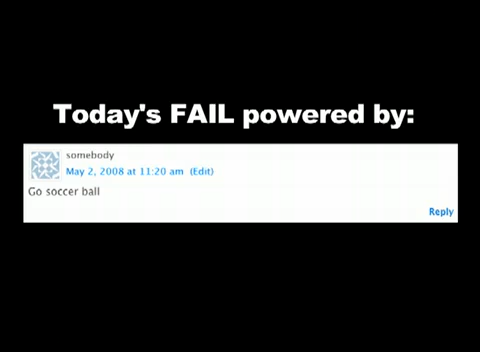 Today's FAIL powered by:
somebody
May 2, 2008 at 11:20 am (Edit)
Go soccer ball
Reply